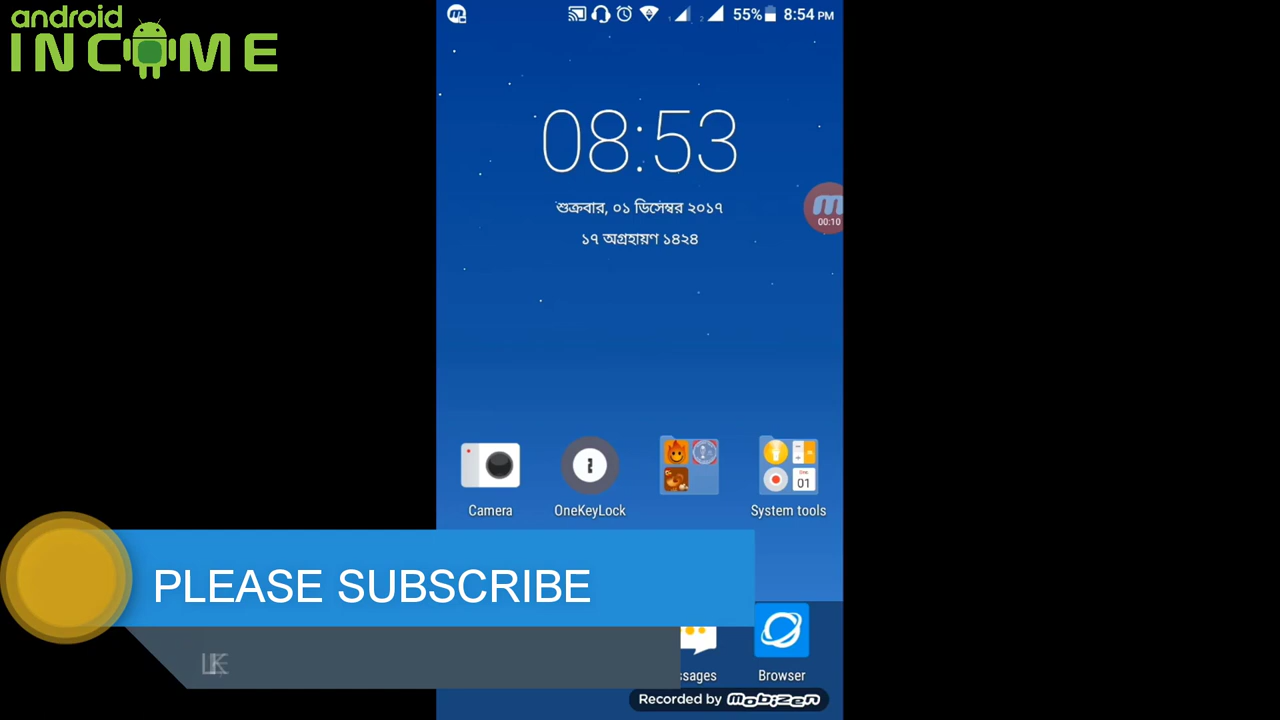 android
INCOME
55% 8:54 PM
08:53
শুক্রবার, ০১ ডিসেম্বর ২০১৭
১৭ অগ্রহায়ণ ১৪২৪
00:10
Camera
OneKeyLock
System tools
Dec
01
PLEASE SUBSCRIBE
ssages
Browser
Recorded by mobizen